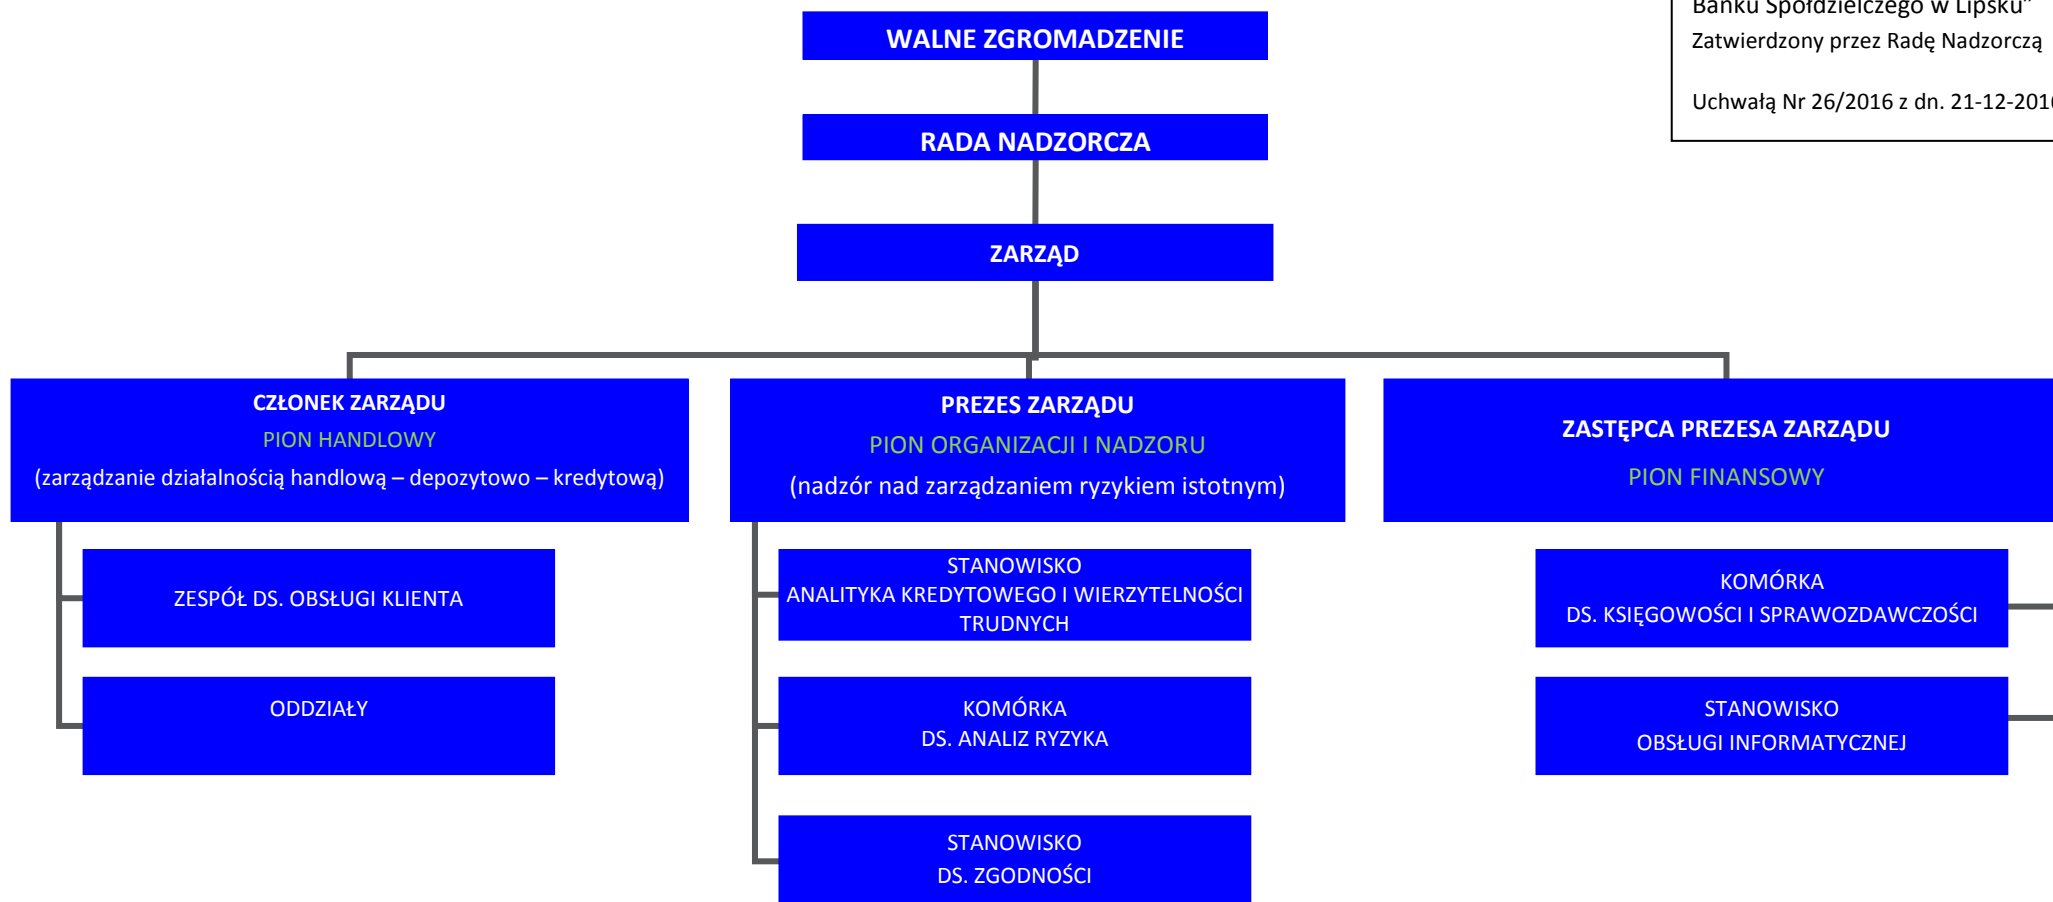 Banku Spółdzielczego w Lipsku”
Zatwierdzony przez Radę Nadzorczą
Uchwałą Nr 26/2016 z dn. 21-12-2016
WALNE ZGROMADZENIE
RADA NADZORCZA
ZARZĄD
CZŁONEK ZARZĄDU
PION HANDLOWY
(zarządzanie działalnością handlową – depozytowo – kredytową)
ZESPÓŁ DS. OBSŁUGI KLIENTA
ODDZIAŁY
PREZES ZARZĄDU
PION ORGANIZACJI I NADZORU
(nadzór nad zarządzaniem ryzykiem istotnym)
STANOWISKO
ANALITYKA KREDYTOWEGO I WIERZYTELNOŚCI
TRUDNYCH
KOMÓRKA
DS. ANALIZ RYZYKA
STANOWISKO
DS. ZGODNOŚCI
ZASTĘPCA PREZESA ZARZĄDU
PION FINANSOWY
KOMÓRKA
DS. KSIĘGOWOŚCI I SPRAWOZDAWCZOŚCI
STANOWISKO
OBSŁUGI INFORMATYCZNEJ